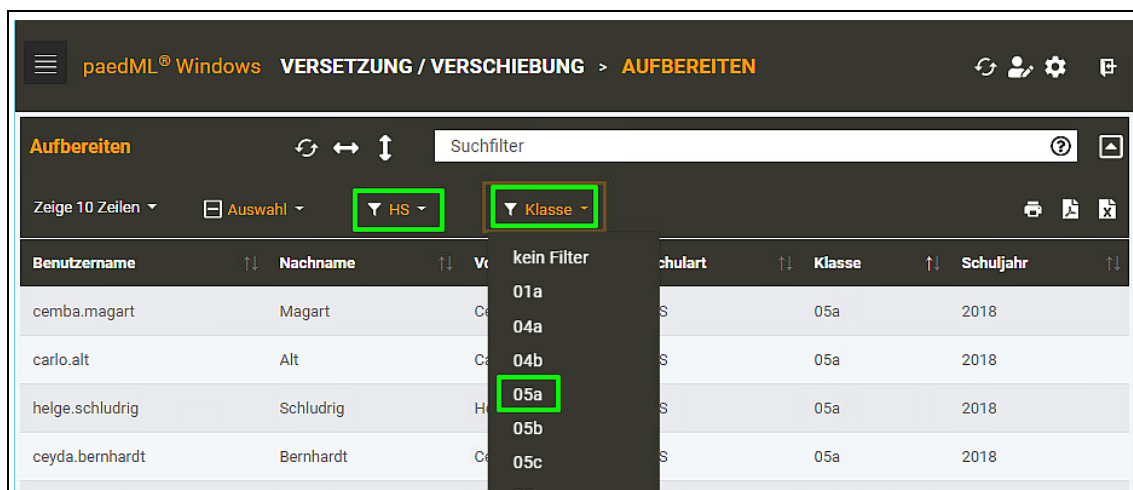 paedML® Windows VERSETZUNG / VERSCHIEBUNG > AUFBEREITEN
Aufbereiten Suchfilter
Zeige 10 Zeilen Auswahl HS Klasse
Benutzername Nachname kein Filter Klasse Schuljahr
01a
cemba.magart Magart 05a 2018
04a
carlo.alt Alt 04b 05a 2018
05a
helge.schludrig Schludrig 05a 2018
05b
ceyda.bernhardt Bernhardt 05c 05a 2018